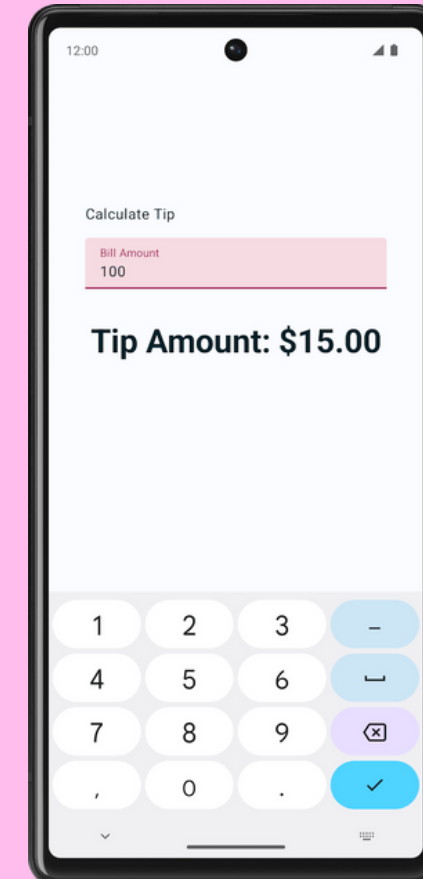 12:00
Calculate Tip
Bill Amount
100
Tip Amount: $15.00
1 2 3 –
4 5 6
7 8 9
, 0 .